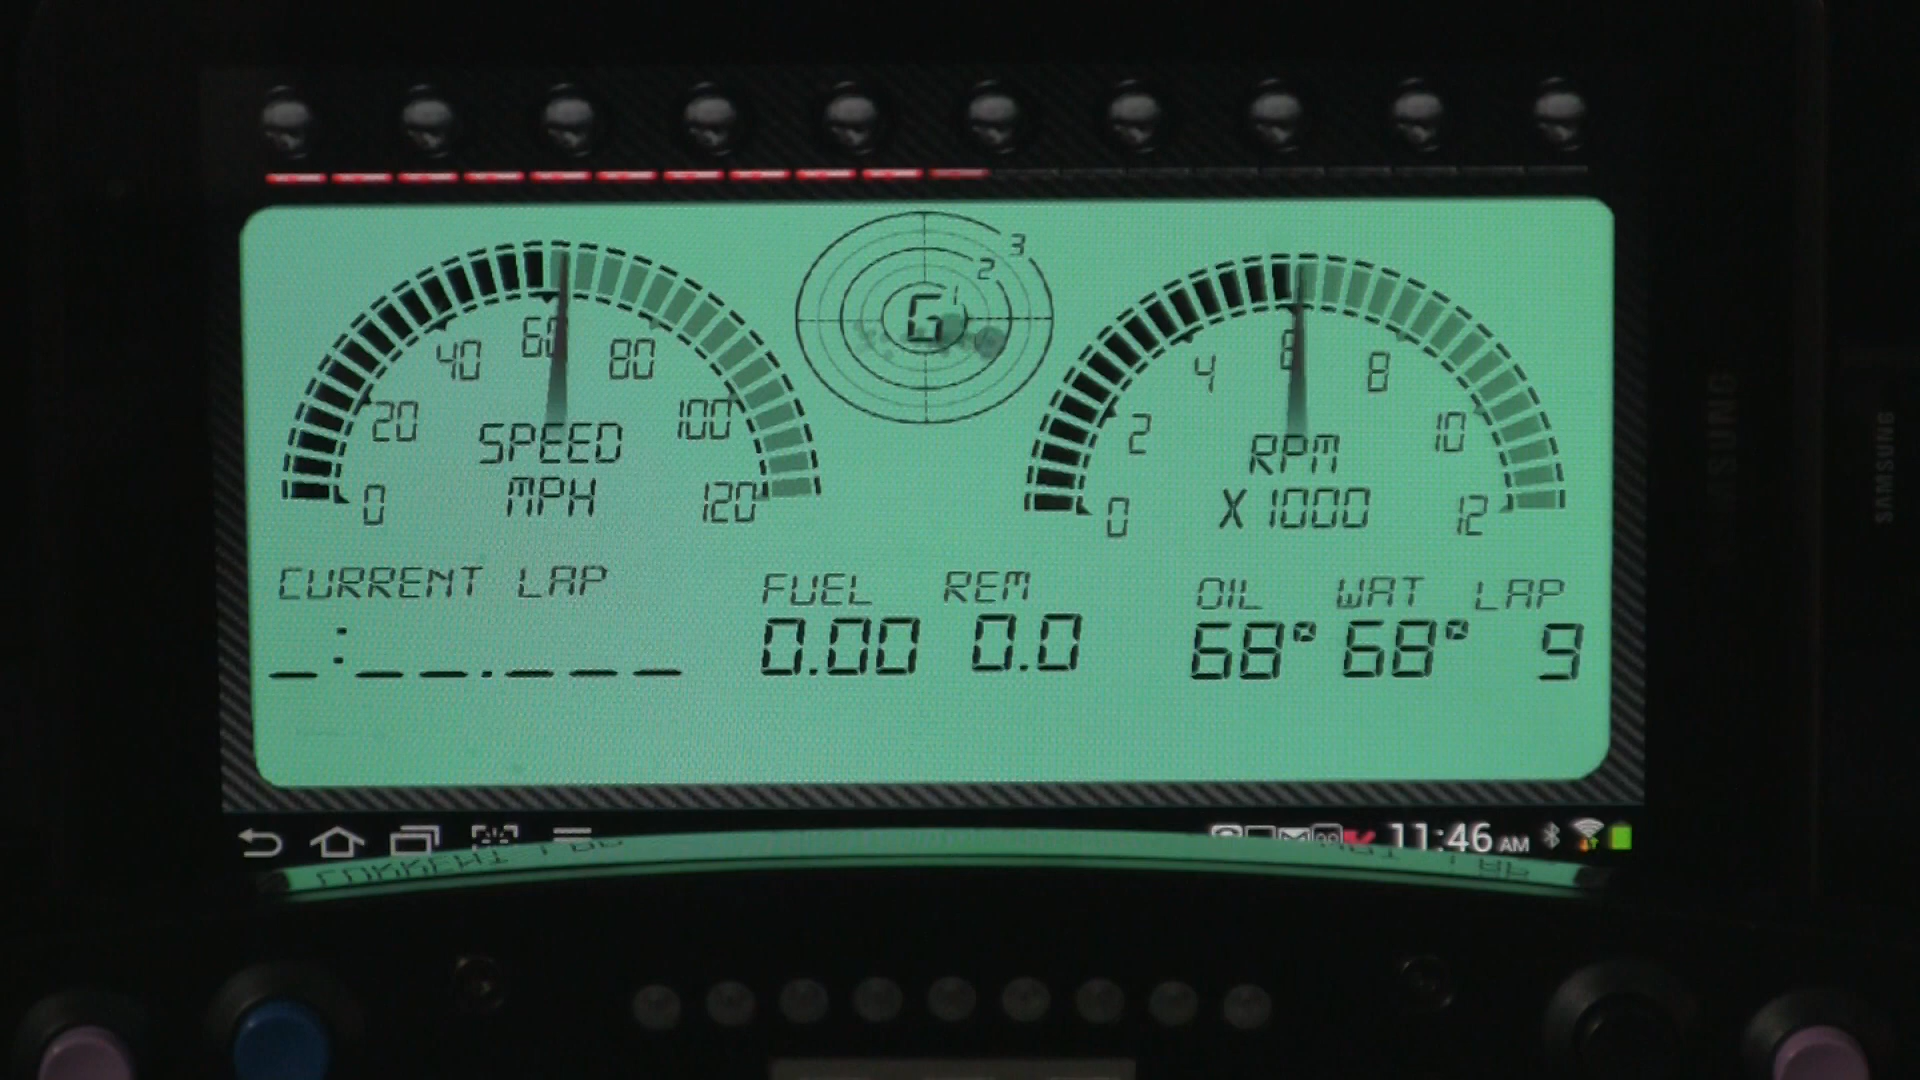 3
2
1
G
0
20
40
60
80
100
120
SPEED
MPH
0
2
4
6
8
10
12
RPM
X 1000
CURRENT LAP
_:__.___
FUEL
0.00
REM
0.0
OIL
68°
WAT
68°
LAP
9
11:46 AM
SAMSUNG
SAMSUNG